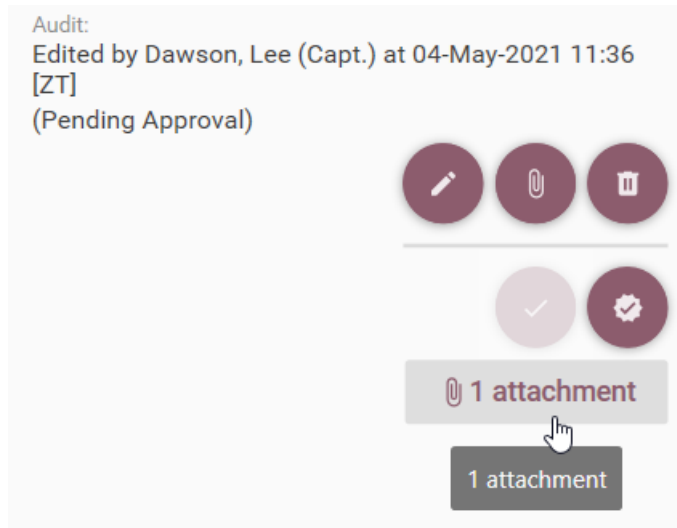 Audit:
Edited by Dawson, Lee (Capt.) at 04-May-2021 11:36
[ZT]
(Pending Approval)
1 attachment
1 attachment